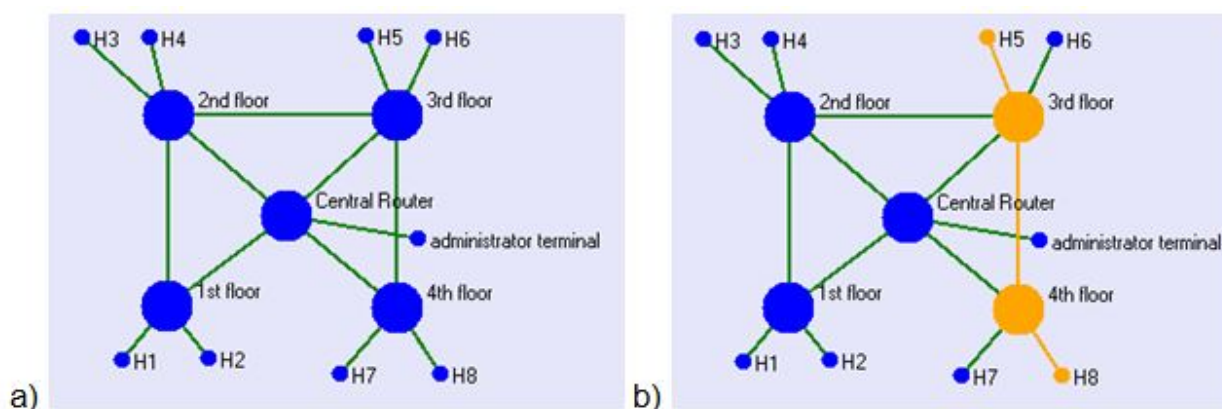 H3 H4 H5 H6
2nd floor 3rd floor
Central Router
administrator terminal
1st floor 4th floor
H1 H2 H7 H8
a)
H3 H4 H5 H6
2nd floor 3rd floor
Central Router
administrator terminal
1st floor 4th floor
H1 H2 H7 H8
b)